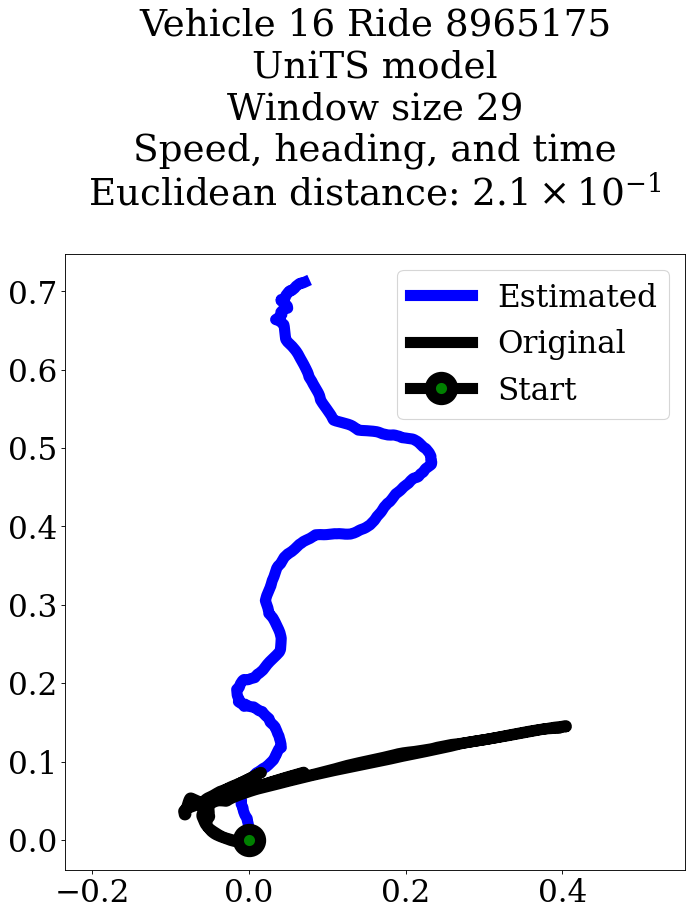 Vehicle 16 Ride 8965175
UniTS model
Window size 29
Speed, heading, and time
Euclidean distance: 2.1 × 10⁻¹
Estimated
Original
Start
0.7
0.6
0.5
0.4
0.3
0.2
0.1
0.0
−0.2 0.0 0.2 0.4